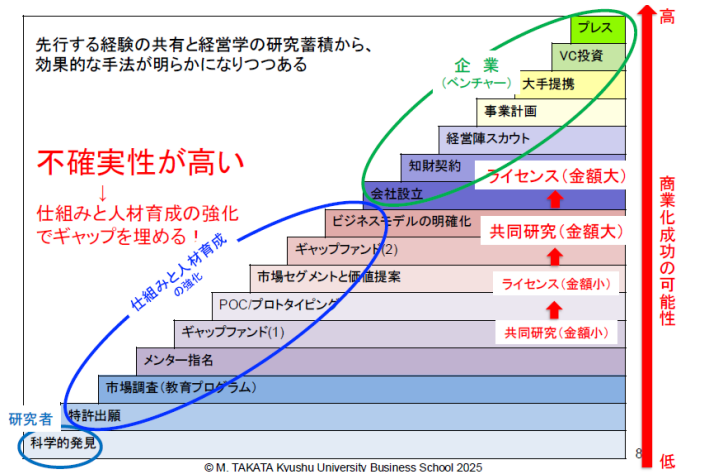 先行する経験の共有と経営学の研究蓄積から、
効果的な手法が明らかになりつつある
不確実性が高い
↓
仕組みと人材育成の強化
でギャップを埋める！
企 業
（ベンチャー）
プレス
VC投資
大手提携
事業計画
経営陣スカウト
知財契約
会社設立
ビジネスモデルの明確化
ギャップファンド(2)
市場セグメントと価値提案
POC/プロトタイピング
ギャップファンド(1)
メンター指名
市場調査(教育プログラム)
特許出願
科学的発見
仕組みと人材育成
の強化
研究者
ライセンス(金額大)
共同研究(金額大)
ライセンス(金額小)
共同研究(金額小)
高
商業化成功の可能性
低
8
© M. TAKATA Kyushu University Business School 2025